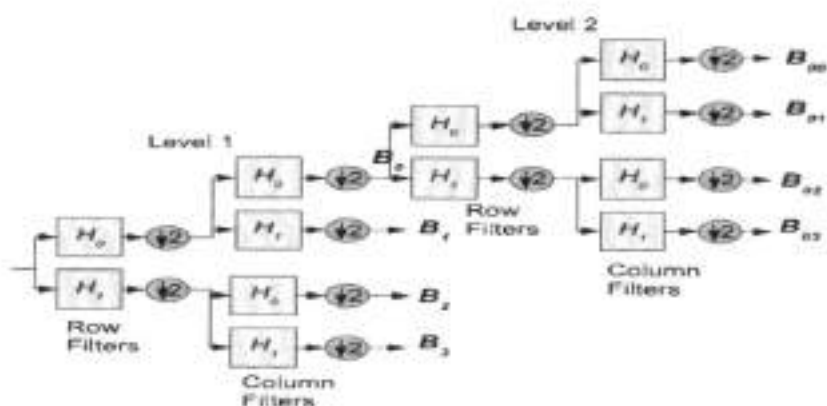 Level 2
H₀ ↓2 B₀₀
H₀ ↓2
H₁ ↓2 B₀₁
Level 1
H₀ ↓2 B₀
H₁ ↓2
H₀ ↓2 B₀₂
Row
Filters
H₀ ↓2
H₁ ↓2 B₁
H₁ ↓2 B₀₃
Column
Filters
H₁ ↓2
H₀ ↓2 B₂
Row
Filters
H₁ ↓2 B₃
Column
Filters